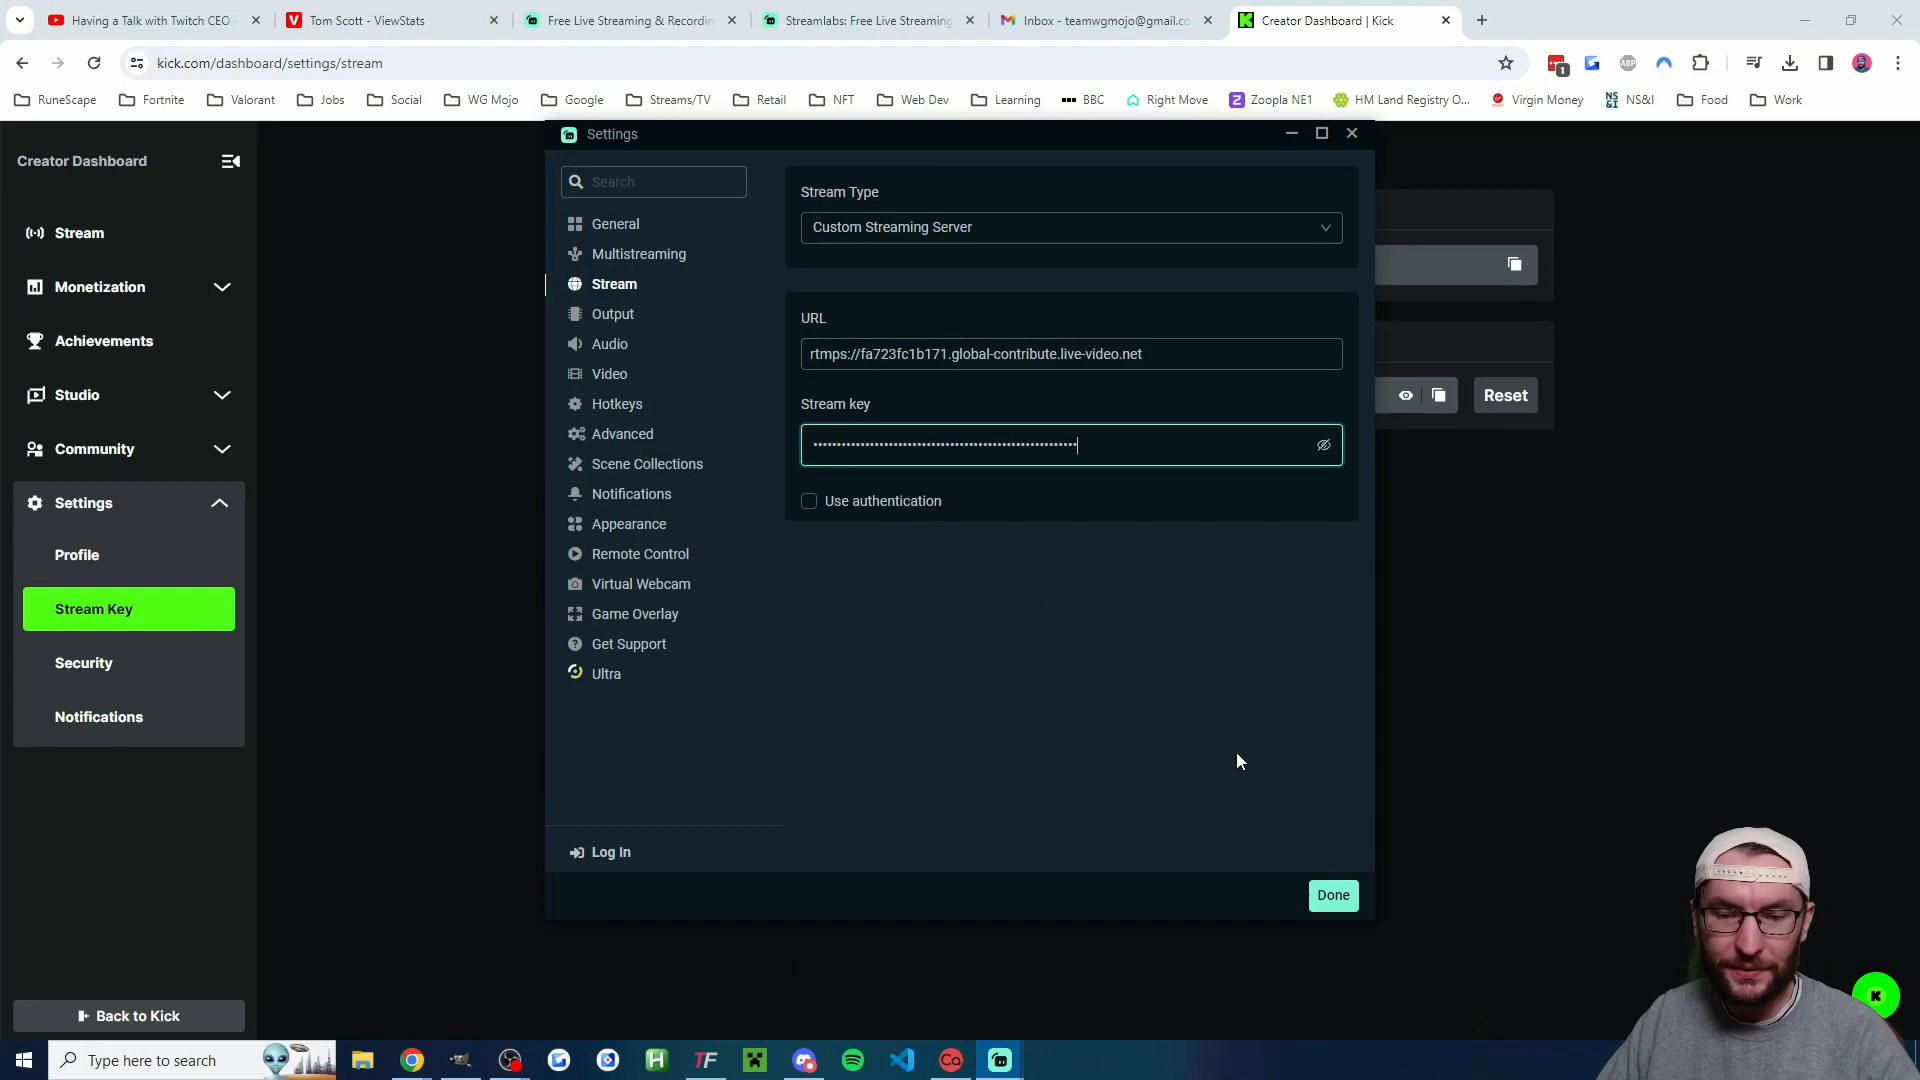 Having a Talk with Twitch CEO
Tom Scott - ViewStats
Free Live Streaming & Recordin
Streamlabs: Free Live Streaming
Inbox - teamwgmojo@gmail.co
Creator Dashboard | Kick
kick.com/dashboard/settings/stream
ABP
1
RuneScape
Fortnite
Valorant
Jobs
Social
WG Mojo
Google
Streams/TV
Retail
NFT
Web Dev
Learning
BBC
Right Move
Zoopla NE1
HM Land Registry O...
Virgin Money
NS&I
Food
Work
Creator Dashboard
Stream
Monetization
Achievements
Studio
Community
Settings
Profile
Stream Key
Security
Notifications
Back to Kick
Settings
Search
General
Multistreaming
Stream
Output
Audio
Video
Hotkeys
Advanced
Scene Collections
Notifications
Appearance
Remote Control
Virtual Webcam
Game Overlay
Get Support
Ultra
Log In
Stream Type
Custom Streaming Server
URL
rtmps://fa723fc1b171.global-contribute.live-video.net
Stream key
Use authentication
Done
Reset
K
Type here to search
H
TF
Co